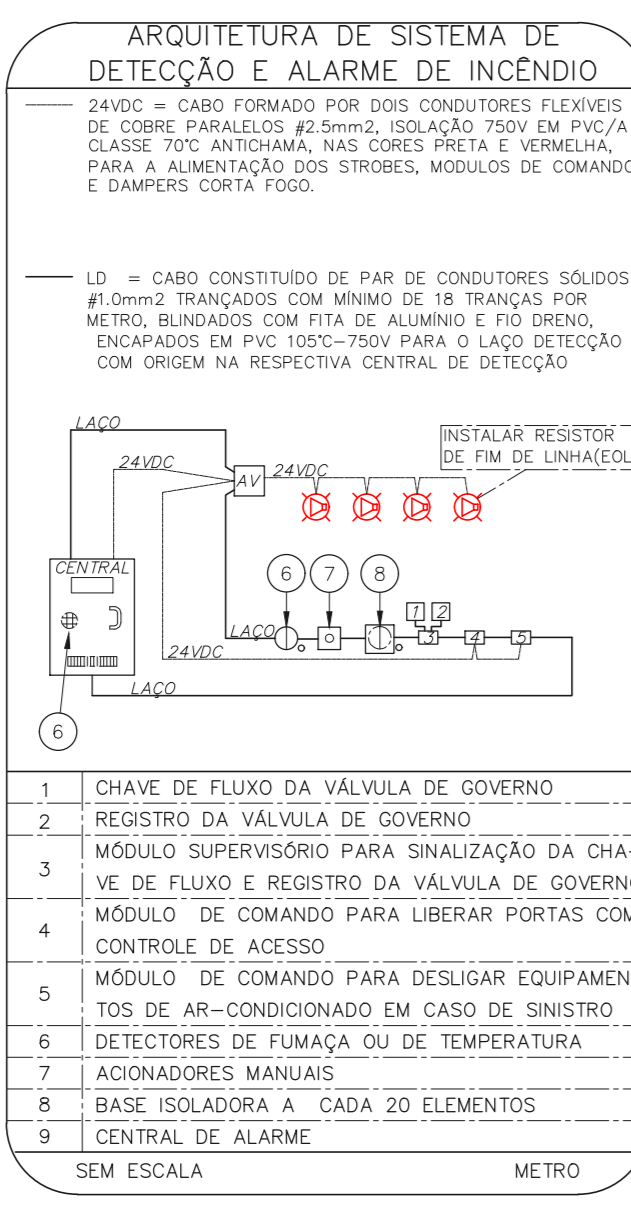 ARQUITETURA DE SISTEMA DE
DETECÇÃO E ALARME DE INCÊNDIO
24VDC = CABO FORMADO POR DOIS CONDUTORES FLEXÍVEIS
DE COBRE PARALELOS #2.5mm2, ISOLAÇÃO 750V EM PVC/A
CLASSE 70°C ANTICHAMA, NAS CORES PRETA E VERMELHA,
PARA A ALIMENTAÇÃO DOS STROBES, MODULOS DE COMANDO
E DAMPERS CORTA FOGO.
LD = CABO CONSTITUÍDO DE PAR DE CONDUTORES SÓLIDOS
#1.0mm2 TRANÇADOS COM MÍNIMO DE 18 TRANÇAS POR
METRO, BLINDADOS COM FITA DE ALUMÍNIO E FIO DRENO,
ENCAPADOS EM PVC 105°C-750V PARA O LAÇO DETECÇÃO
COM ORIGEM NA RESPECTIVA CENTRAL DE DETECÇÃO
LAÇO
INSTALAR RESISTOR
DE FIM DE LINHA(EOL
24VDC
AV
24VDC
CENTRAL
6
7
8
1
2
LAÇO
3
4
5
24VDC
LAÇO
6
1 CHAVE DE FLUXO DA VÁLVULA DE GOVERNO
2 REGISTRO DA VÁLVULA DE GOVERNO
3 MÓDULO SUPERVISÓRIO PARA SINALIZAÇÃO DA CHA-
VE DE FLUXO E REGISTRO DA VÁLVULA DE GOVERNO
4 MÓDULO DE COMANDO PARA LIBERAR PORTAS COM
CONTROLE DE ACESSO
5 MÓDULO DE COMANDO PARA DESLIGAR EQUIPAMEN
TOS DE AR-CONDICIONADO EM CASO DE SINISTRO
6 DETECTORES DE FUMAÇA OU DE TEMPERATURA
7 ACIONADORES MANUAIS
8 BASE ISOLADORA A CADA 20 ELEMENTOS
9 CENTRAL DE ALARME
SEM ESCALA METRO